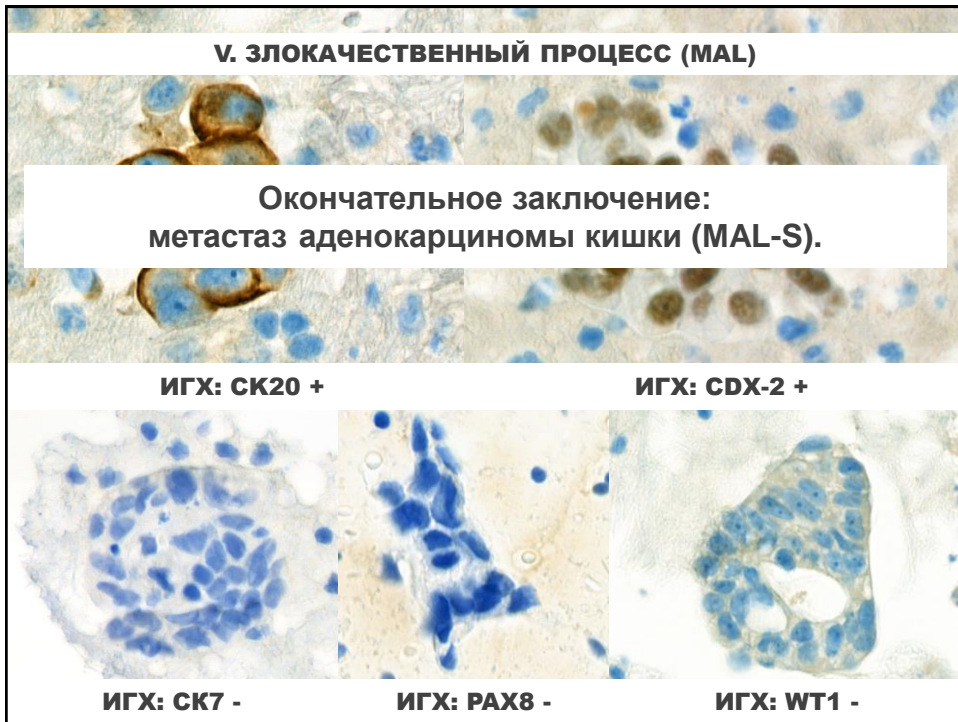 V. ЗЛОКАЧЕСТВЕННЫЙ ПРОЦЕСС (MAL)
Окончательное заключение:
метастаз аденокарциномы кишки (MAL-S).
ИГХ: CK20 +
ИГХ: CDX-2 +
ИГХ: CK7 -
ИГХ: PAX8 -
ИГХ: WT1 -